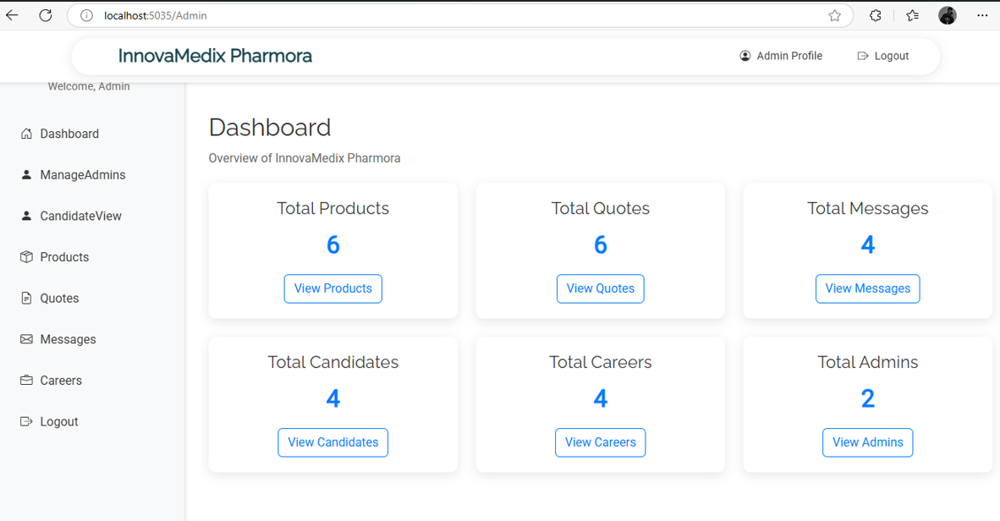 localhost:5035/Admin
InnovaMedix Pharmora
Admin Profile
Logout
Welcome, Admin
Dashboard
ManageAdmins
CandidateView
Products
Quotes
Messages
Careers
Logout
Dashboard
Overview of InnovaMedix Pharmora
Total Products
6
View Products
Total Quotes
6
View Quotes
Total Messages
4
View Messages
Total Candidates
4
View Candidates
Total Careers
4
View Careers
Total Admins
2
View Admins